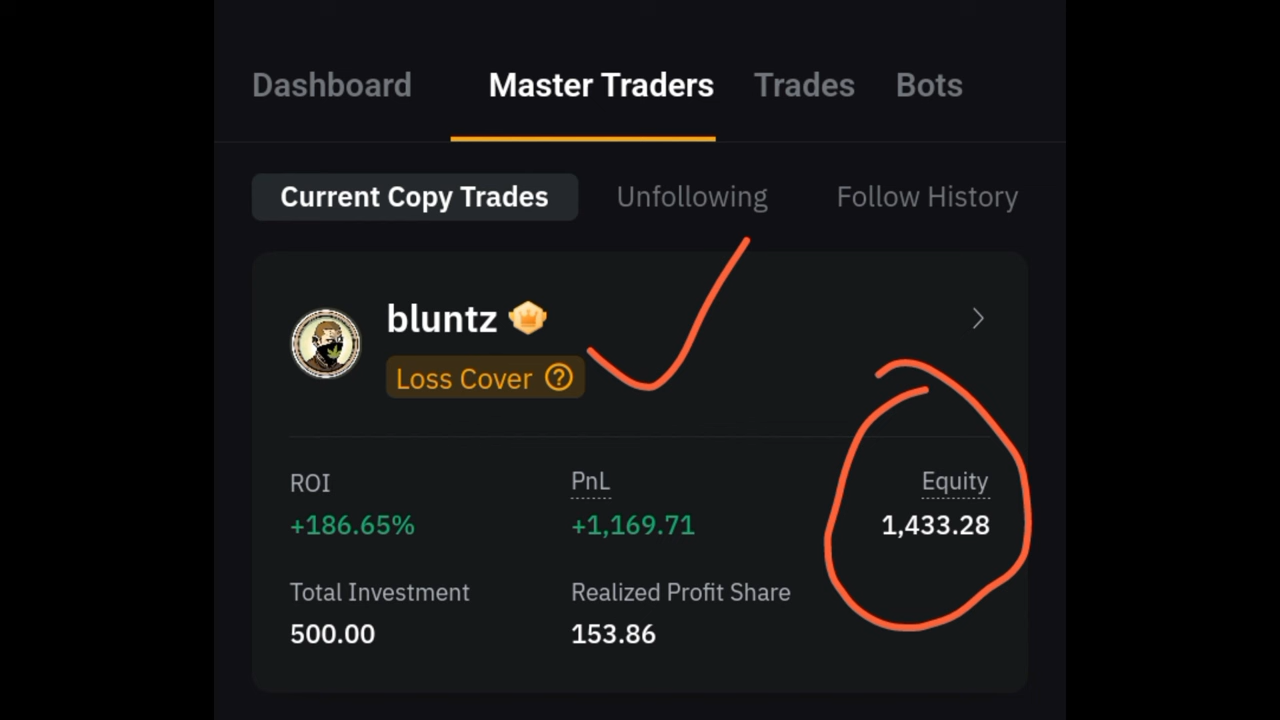 Dashboard Master Traders Trades Bots
Current Copy Trades Unfollowing Follow History
bluntz
Loss Cover ?
ROI PnL Equity
+186.65% +1,169.71 1,433.28
Total Investment Realized Profit Share
500.00 153.86